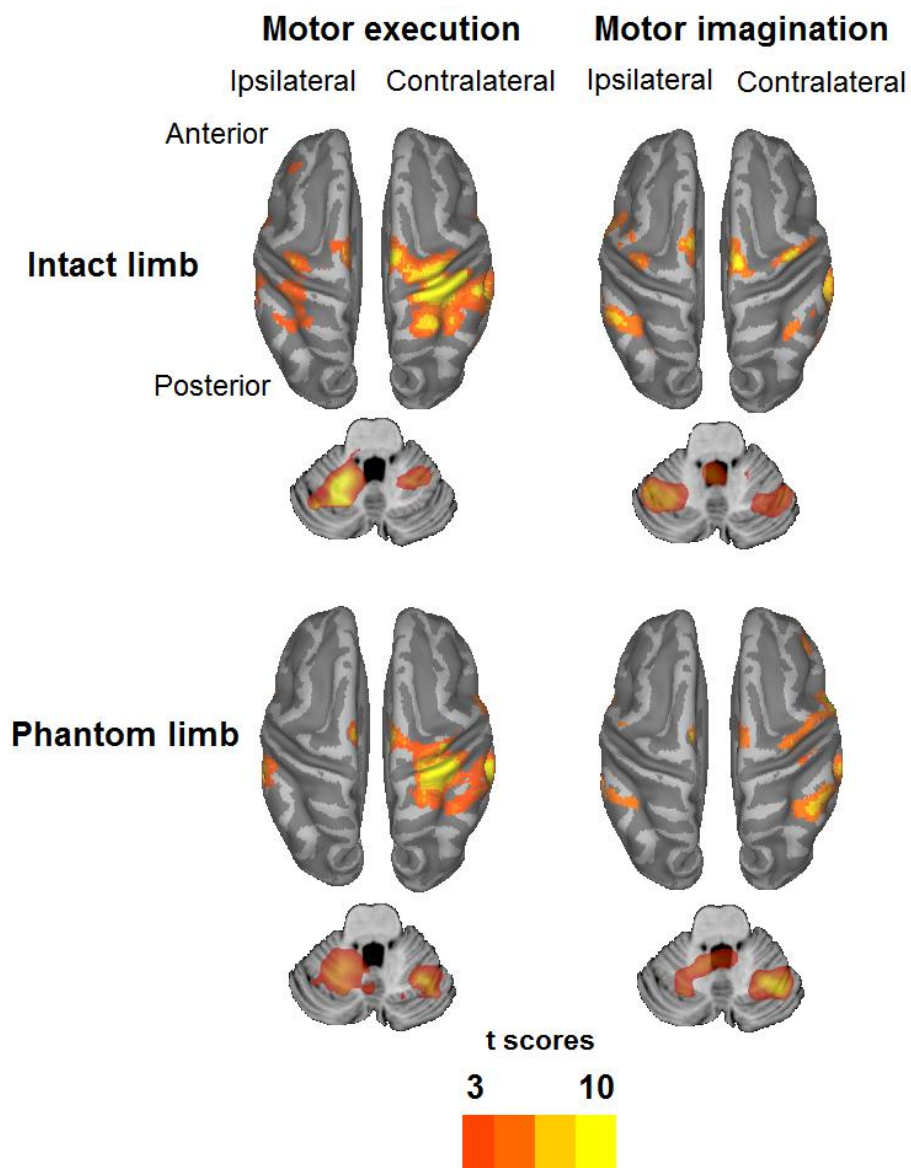 Motor execution Motor imagination
Ipsilateral Contralateral Ipsilateral Contralateral
Anterior
Intact limb
Posterior
Phantom limb
t scores
3 10